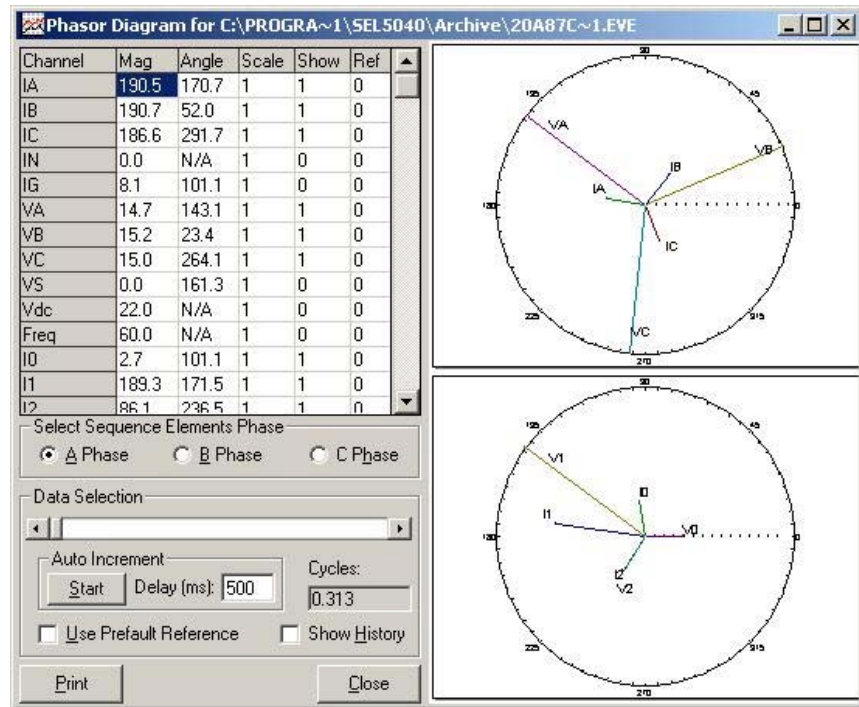 Phasor Diagram for C:\PROGRA~1\SEL5040\Archive\20A87C~1.EVE
Channel Mag Angle Scale Show Ref
IA 190.5 170.7 1 1 0
IB 190.7 52.0 1 1 0
IC 186.6 291.7 1 1 0
IN 0.0 N/A 1 0 0
IG 8.1 101.1 1 0 0
VA 14.7 143.1 1 1 0
VB 15.2 23.4 1 1 0
VC 15.0 264.1 1 1 0
VS 0.0 161.3 1 0 0
Vdc 22.0 N/A 1 0 0
Freq 60.0 N/A 1 0 0
I0 2.7 101.1 1 1 0
I1 189.3 171.5 1 1 0
I2 86.1 236.5 1 1 0
Select Sequence Elements Phase
A Phase B Phase C Phase
Data Selection
Auto Increment
Start Delay (ms): 500
Cycles:
0.313
Use Prefault Reference Show History
Print Close
90
135 45
VA VB
IB
IA
180 0
IC
225 315
VC
270
90
135 45
V1
I0
I1
180 V0 0
I2
V2
225 315
270